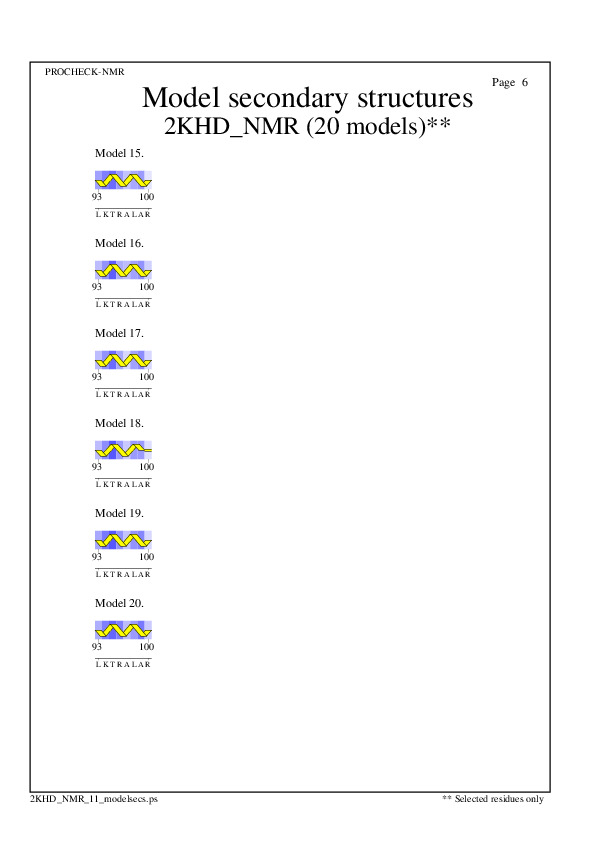 PROCHECK-NMR
Page 6
Model secondary structures
2KHD_NMR (20 models)**
Model 15.
93 100
L K T R A L A R
Model 16.
93 100
L K T R A L A R
Model 17.
93 100
L K T R A L A R
Model 18.
93 100
L K T R A L A R
Model 19.
93 100
L K T R A L A R
Model 20.
93 100
L K T R A L A R
2KHD_NMR_11_modelsecs.ps
** Selected residues only